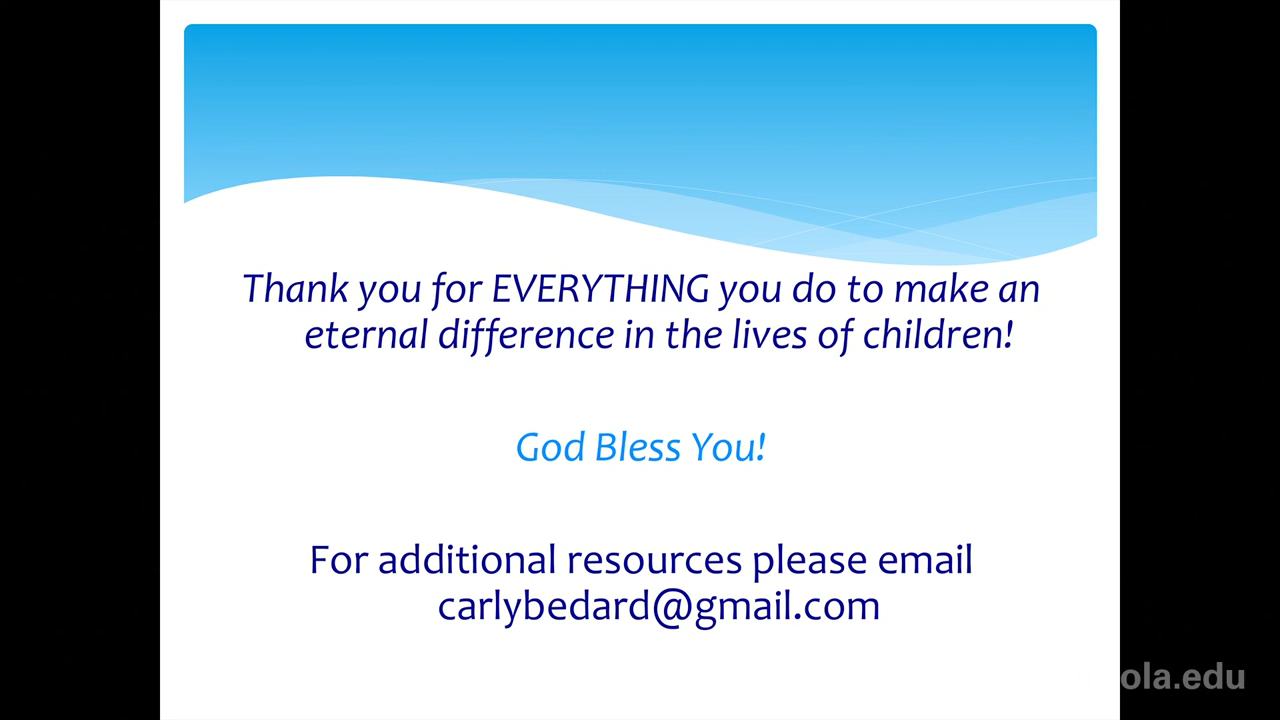 Thank you for EVERYTHING you do to make an
eternal difference in the lives of children!
God Bless You!
For additional resources please email
carlybedard@gmail.com
ola.edu